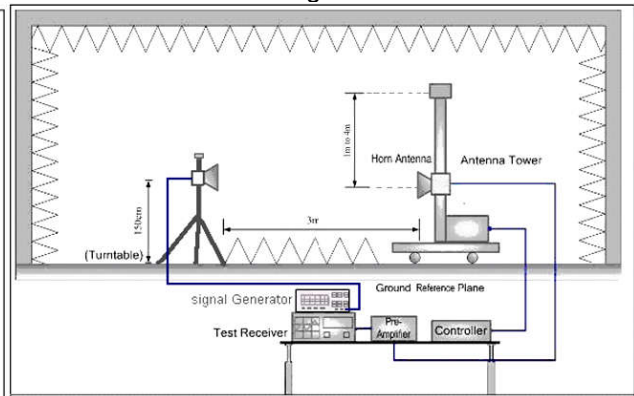 1m to 4m
Horn Antenna
Antenna Tower
150cm
3m
(Turntable)
Ground Reference Plane
signal Generator
Test Receiver
Pre-
Amplifier
Controller